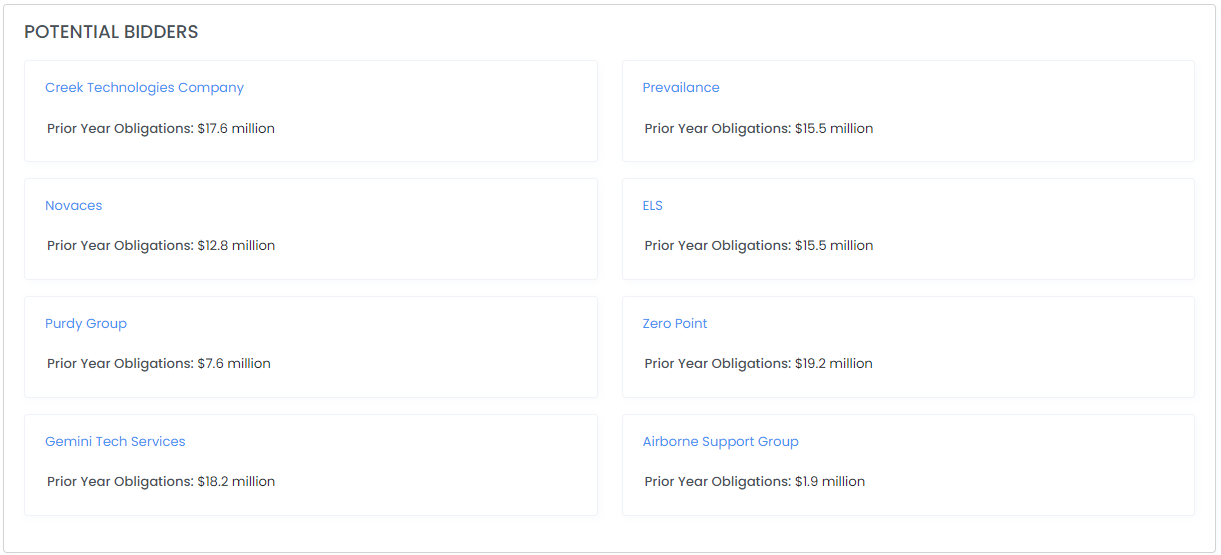 POTENTIAL BIDDERS
Creek Technologies Company
Prior Year Obligations: $17.6 million
Prevailance
Prior Year Obligations: $15.5 million
Novaces
Prior Year Obligations: $12.8 million
ELS
Prior Year Obligations: $15.5 million
Purdy Group
Prior Year Obligations: $7.6 million
Zero Point
Prior Year Obligations: $19.2 million
Gemini Tech Services
Prior Year Obligations: $18.2 million
Airborne Support Group
Prior Year Obligations: $1.9 million